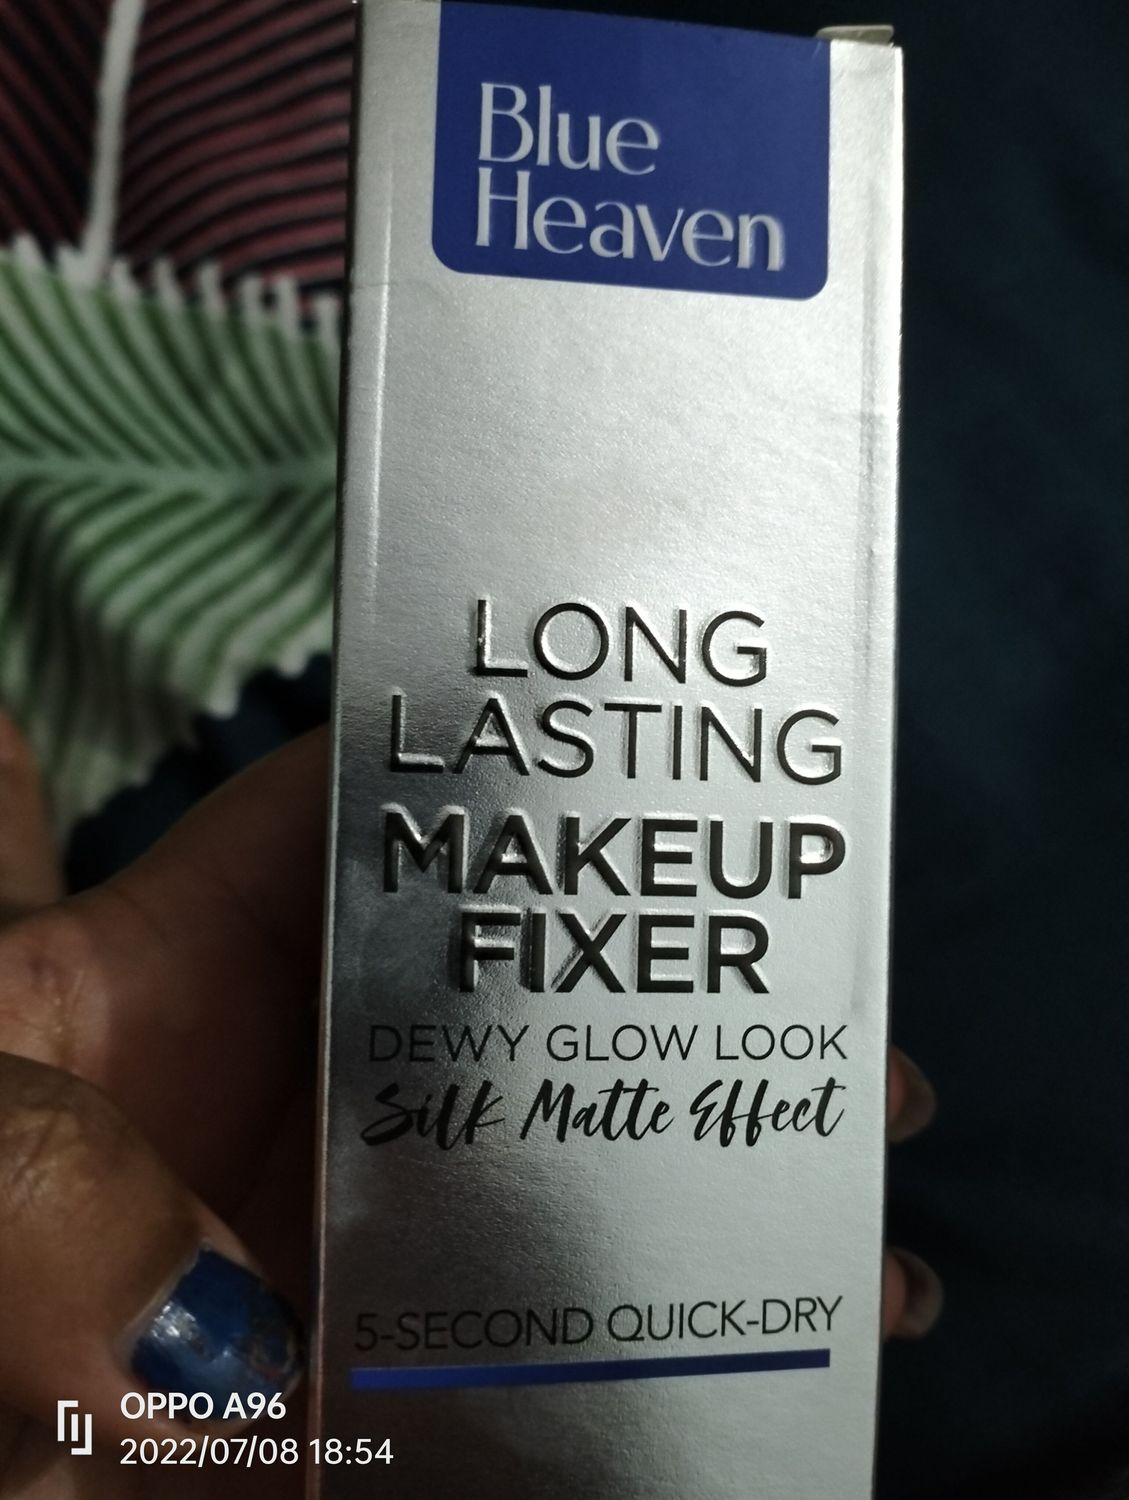 Blue
Heaven
LONG
LASTING
MAKEUP
FIXER
DEWY GLOW LOOK
Silk Matte Effect
5-SECOND QUICK-DRY
OPPO A96
2022/07/08 18:54